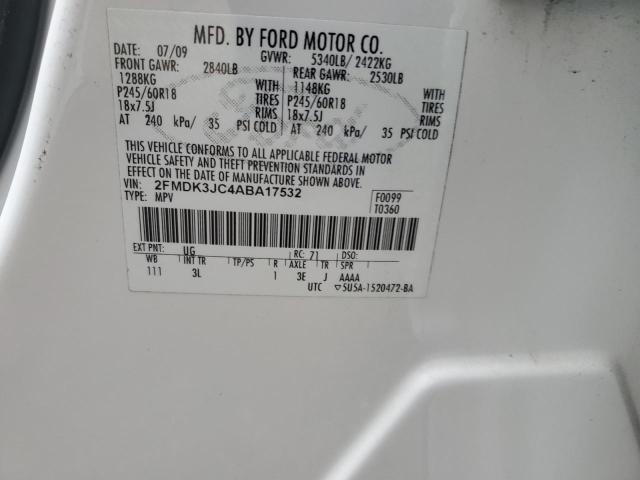 MFD. BY FORD MOTOR CO.
DATE: 07/09 GVWR: 5340LB/ 2422KG
FRONT GAWR: 2840LB REAR GAWR: 2530LB
1288KG WITH 1148KG WITH
P245/60R18 TIRES P245/60R18 TIRES
18x7.5J RIMS 18x7.5J RIMS
AT 240 kPa/ 35 PSI COLD AT 240 kPa/ 35 PSI COLD
THIS VEHICLE CONFORMS TO ALL APPLICABLE FEDERAL MOTOR
VEHICLE SAFETY AND THEFT PREVENTION STANDARDS IN
EFFECT ON THE DATE OF MANUFACTURE SHOWN ABOVE.
VIN: 2FMDK3JC4ABA17532 F0099
TYPE: MPV T0360
EXT PNT: UG RC: 71 DSO:
WB INT TR TP/PS R AXLE TR SPR
111 3L 1 3E J AAAA
UTC ▽5U5A-1520472-BA